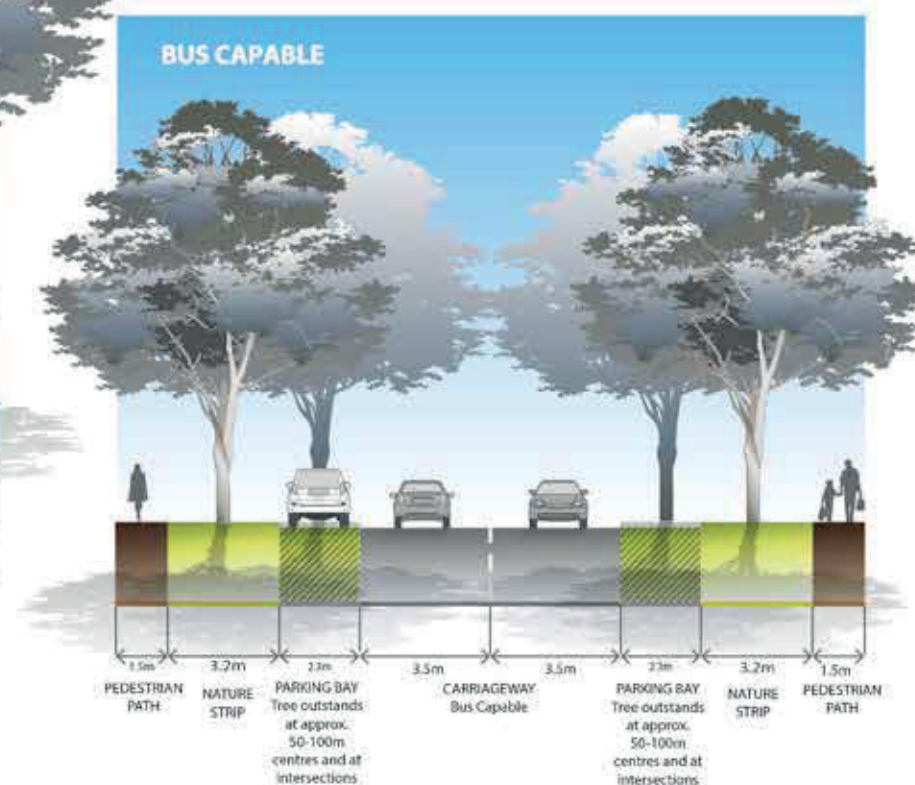 BUS CAPABLE
1.5m
3.2m
2.3m
3.5m
3.5m
2.3m
3.2m
1.5m
PEDESTRIAN
PATH
NATURE
STRIP
PARKING BAY
Tree outstands
at approx.
50-100m
centres and at
intersections
CARRIAGEWAY
Bus Capable
PARKING BAY
Tree outstands
at approx.
50-100m
centres and at
intersections
NATURE
STRIP
PEDESTRIAN
PATH